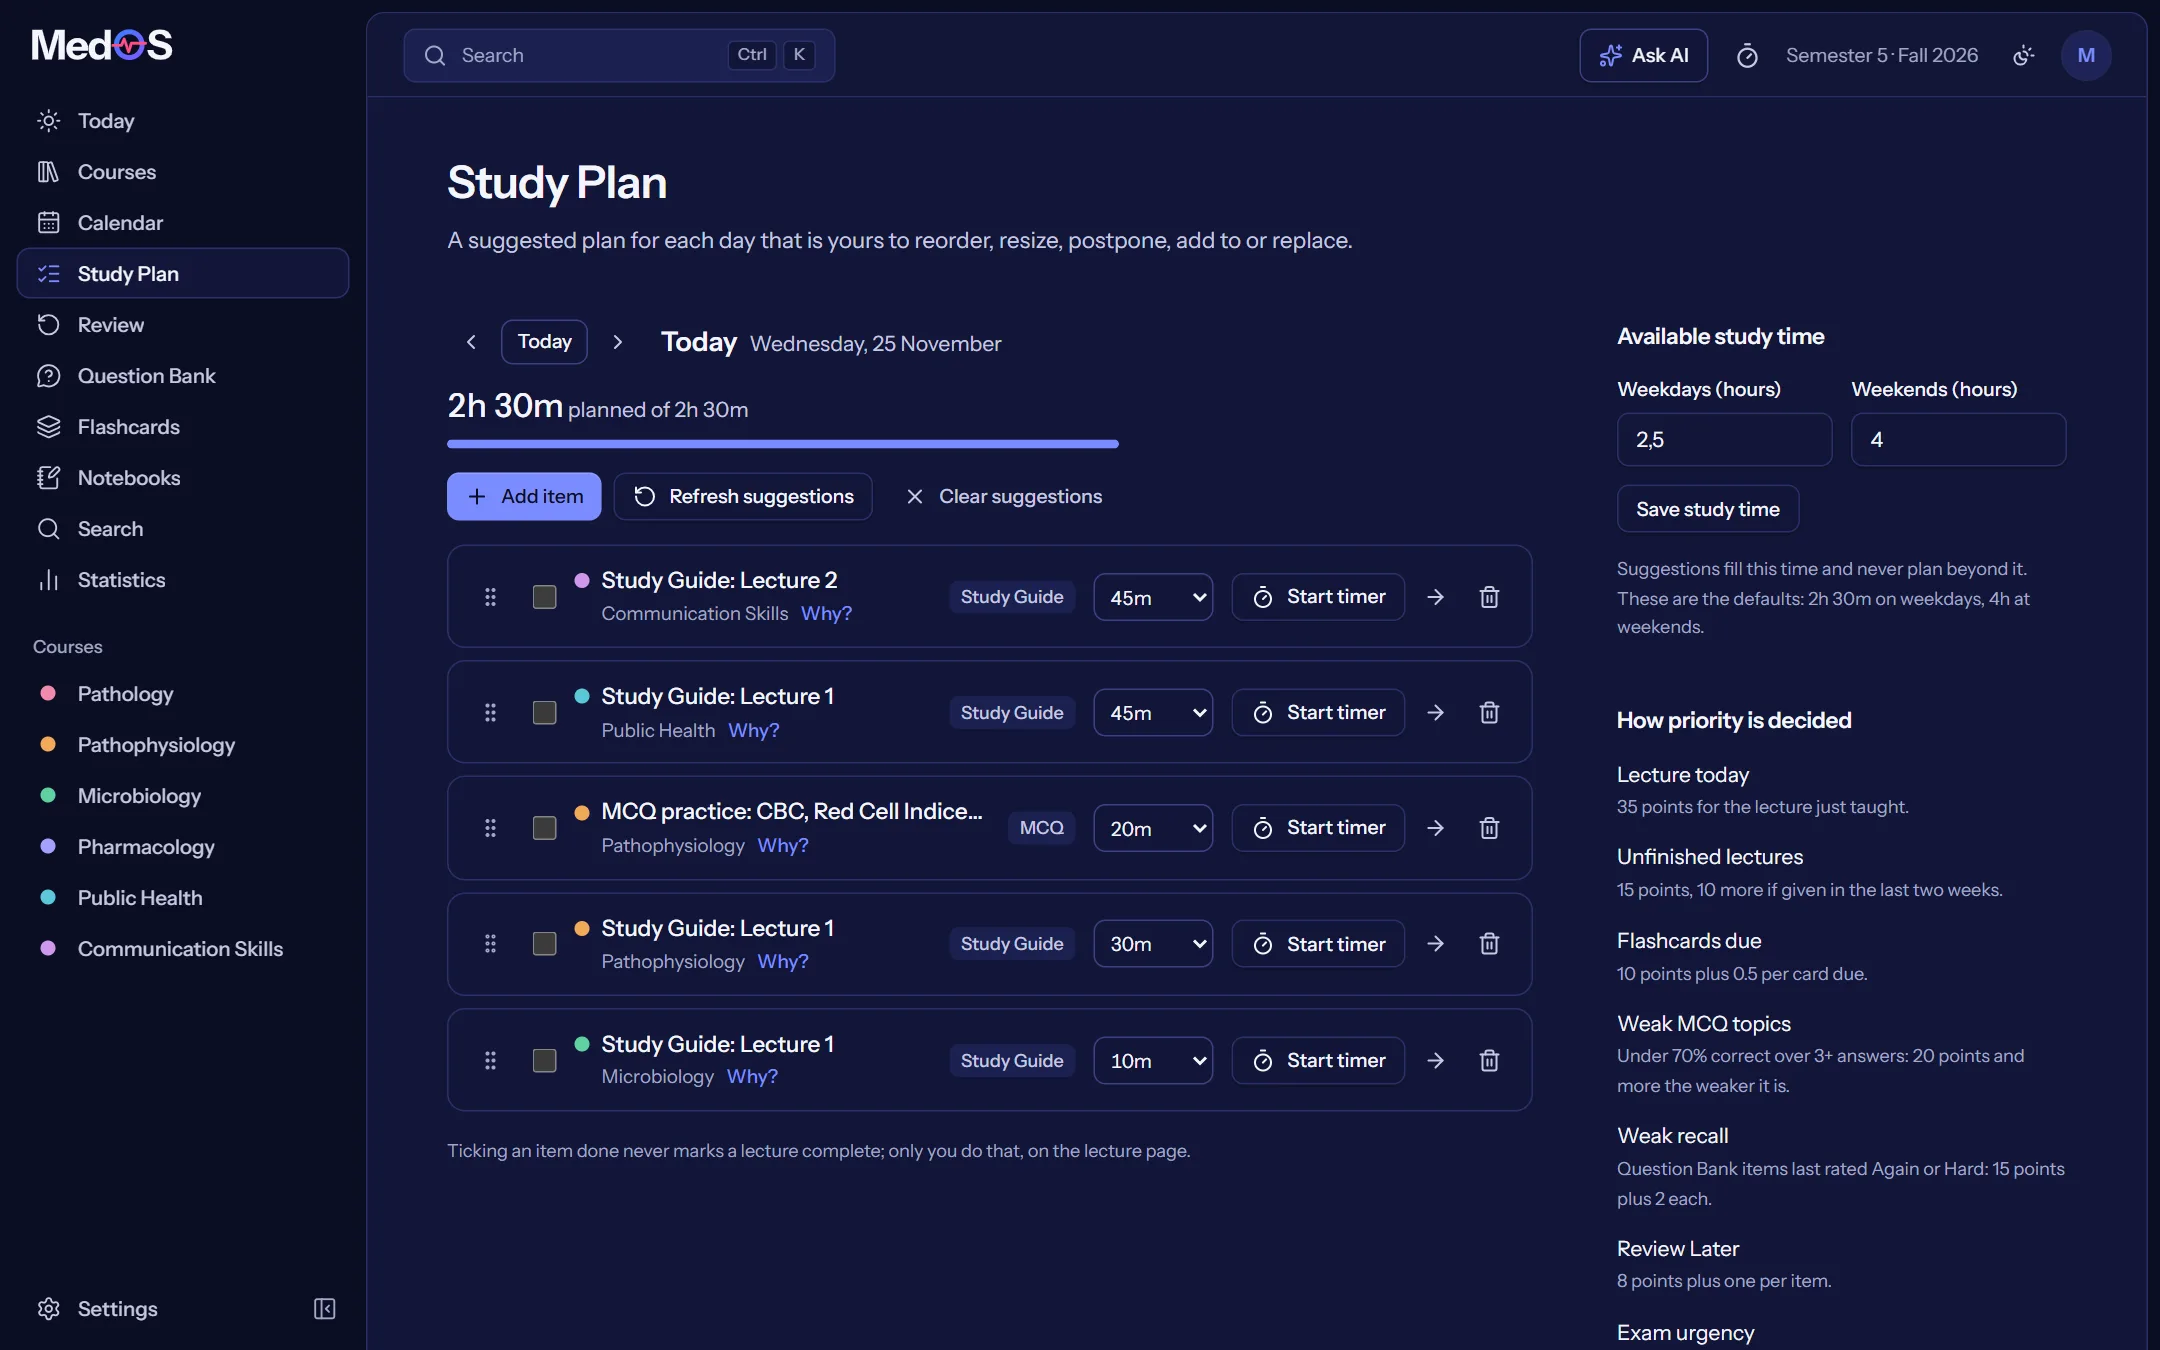 MedOS
Today
Courses
Calendar
Study Plan
Review
Question Bank
Flashcards
Notebooks
Search
Statistics
Courses
Pathology
Pathophysiology
Microbiology
Pharmacology
Public Health
Communication Skills
Settings
Search
Ctrl K
Ask AI
Semester 5 · Fall 2026
M
Study Plan
A suggested plan for each day that is yours to reorder, resize, postpone, add to or replace.
Today
Today Wednesday, 25 November
2h 30m planned of 2h 30m
Add item
Refresh suggestions
Clear suggestions
Study Guide: Lecture 2
Communication Skills Why?
Study Guide
45m
Start timer
Study Guide: Lecture 1
Public Health Why?
Study Guide
45m
Start timer
MCQ practice: CBC, Red Cell Indice...
Pathophysiology Why?
MCQ
20m
Start timer
Study Guide: Lecture 1
Pathophysiology Why?
Study Guide
30m
Start timer
Study Guide: Lecture 1
Microbiology Why?
Study Guide
10m
Start timer
Ticking an item done never marks a lecture complete; only you do that, on the lecture page.
Available study time
Weekdays (hours)
2,5
Weekends (hours)
4
Save study time
Suggestions fill this time and never plan beyond it.
These are the defaults: 2h 30m on weekdays, 4h at
weekends.
How priority is decided
Lecture today
35 points for the lecture just taught.
Unfinished lectures
15 points, 10 more if given in the last two weeks.
Flashcards due
10 points plus 0.5 per card due.
Weak MCQ topics
Under 70% correct over 3+ answers: 20 points and
more the weaker it is.
Weak recall
Question Bank items last rated Again or Hard: 15 points
plus 2 each.
Review Later
8 points plus one per item.
Exam urgency